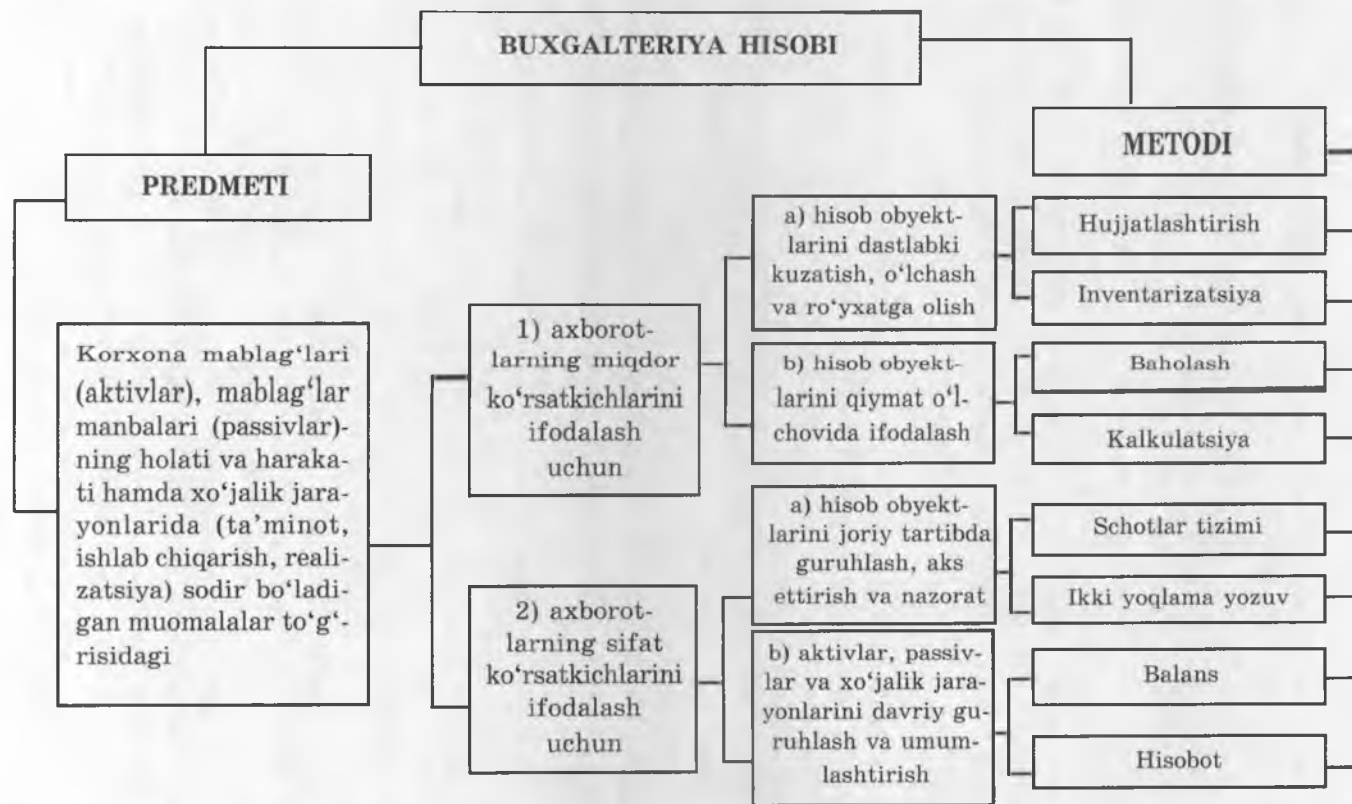 BUXGALTERIYA HISOBI
PREDMETI
METODI
Korxona mablag‘lari
(aktivlar), mablag‘lar
manbalari (passivlar)-
ning holati va haraka-
ti hamda xo‘jalik jara-
yonlarida (ta’minot,
ishlab chiqarish, reali-
zatsiya) sodir bo‘ladi-
gan muomalalar to‘g‘-
risidagi
1) axborot-
larning miqdor
ko‘rsatkichlarini
ifodalash
uchun
2) axborot-
larning sifat
ko‘rsatkichlarini
ifodalash
uchun
a) hisob obyekt-
larini dastlabki
kuzatish, o‘lchash
va ro‘yxatga olish
b) hisob obyekt-
larini qiymat o‘l-
chovida ifodalash
a) hisob obyekt-
larini joriy tartibda
guruhlash, aks
ettirish va nazorat
b) aktivlar, passiv-
lar va xo‘jalik jara-
yonlarini davriy gu-
ruhlash va umum-
lashtirish
Hujjatlashtirish
Inventarizatsiya
Baholash
Kalkulatsiya
Schotlar tizimi
Ikki yoqlama yozuv
Balans
Hisobot